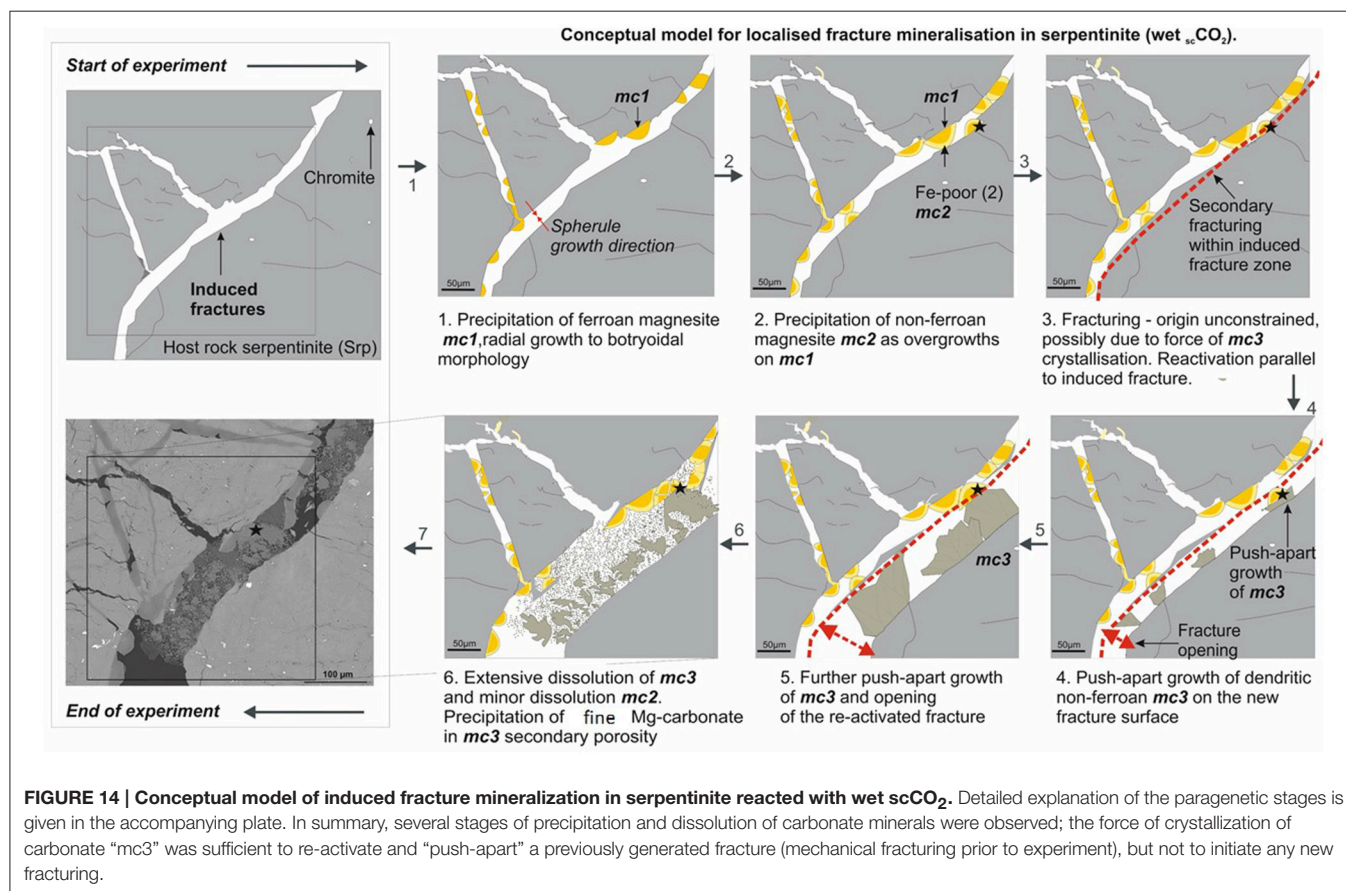 Conceptual model for localised fracture mineralisation in serpentinite (wet scCO2).
Start of experiment
Chromite
Induced
fractures
Host rock serpentinite (Srp)
1
mc1
Spherule
growth direction
50µm
1. Precipitation of ferroan magnesite
mc1,radial growth to botryoidal
morphology
2
mc1
Fe-poor (2)
mc2
50µm
2. Precipitation of non-ferroan
magnesite mc2 as overgrowths
on mc1
3
Secondary
fracturing
within induced
fracture zone
50µm
3. Fracturing - origin unconstrained,
possibly due to force of mc3
crystallisation. Reactivation parallel
to induced fracture.
4
Push-apart
growth
of mc3
Fracture
opening
50µm
4. Push-apart growth of dendritic
non-ferroan mc3 on the new
fracture surface
5
mc3
50µm
5. Further push-apart growth
of mc3 and opening
of the re-activated fracture
6
50µm
6. Extensive dissolution of mc3
and minor dissolution mc2.
Precipitation of fine Mg-carbonate
in mc3 secondary porosity
7
100 µm
End of experiment
FIGURE 14 | Conceptual model of induced fracture mineralization in serpentinite reacted with wet scCO2. Detailed explanation of the paragenetic stages is
given in the accompanying plate. In summary, several stages of precipitation and dissolution of carbonate minerals were observed; the force of crystallization of
carbonate “mc3” was sufficient to re-activate and “push-apart” a previously generated fracture (mechanical fracturing prior to experiment), but not to initiate any new
fracturing.